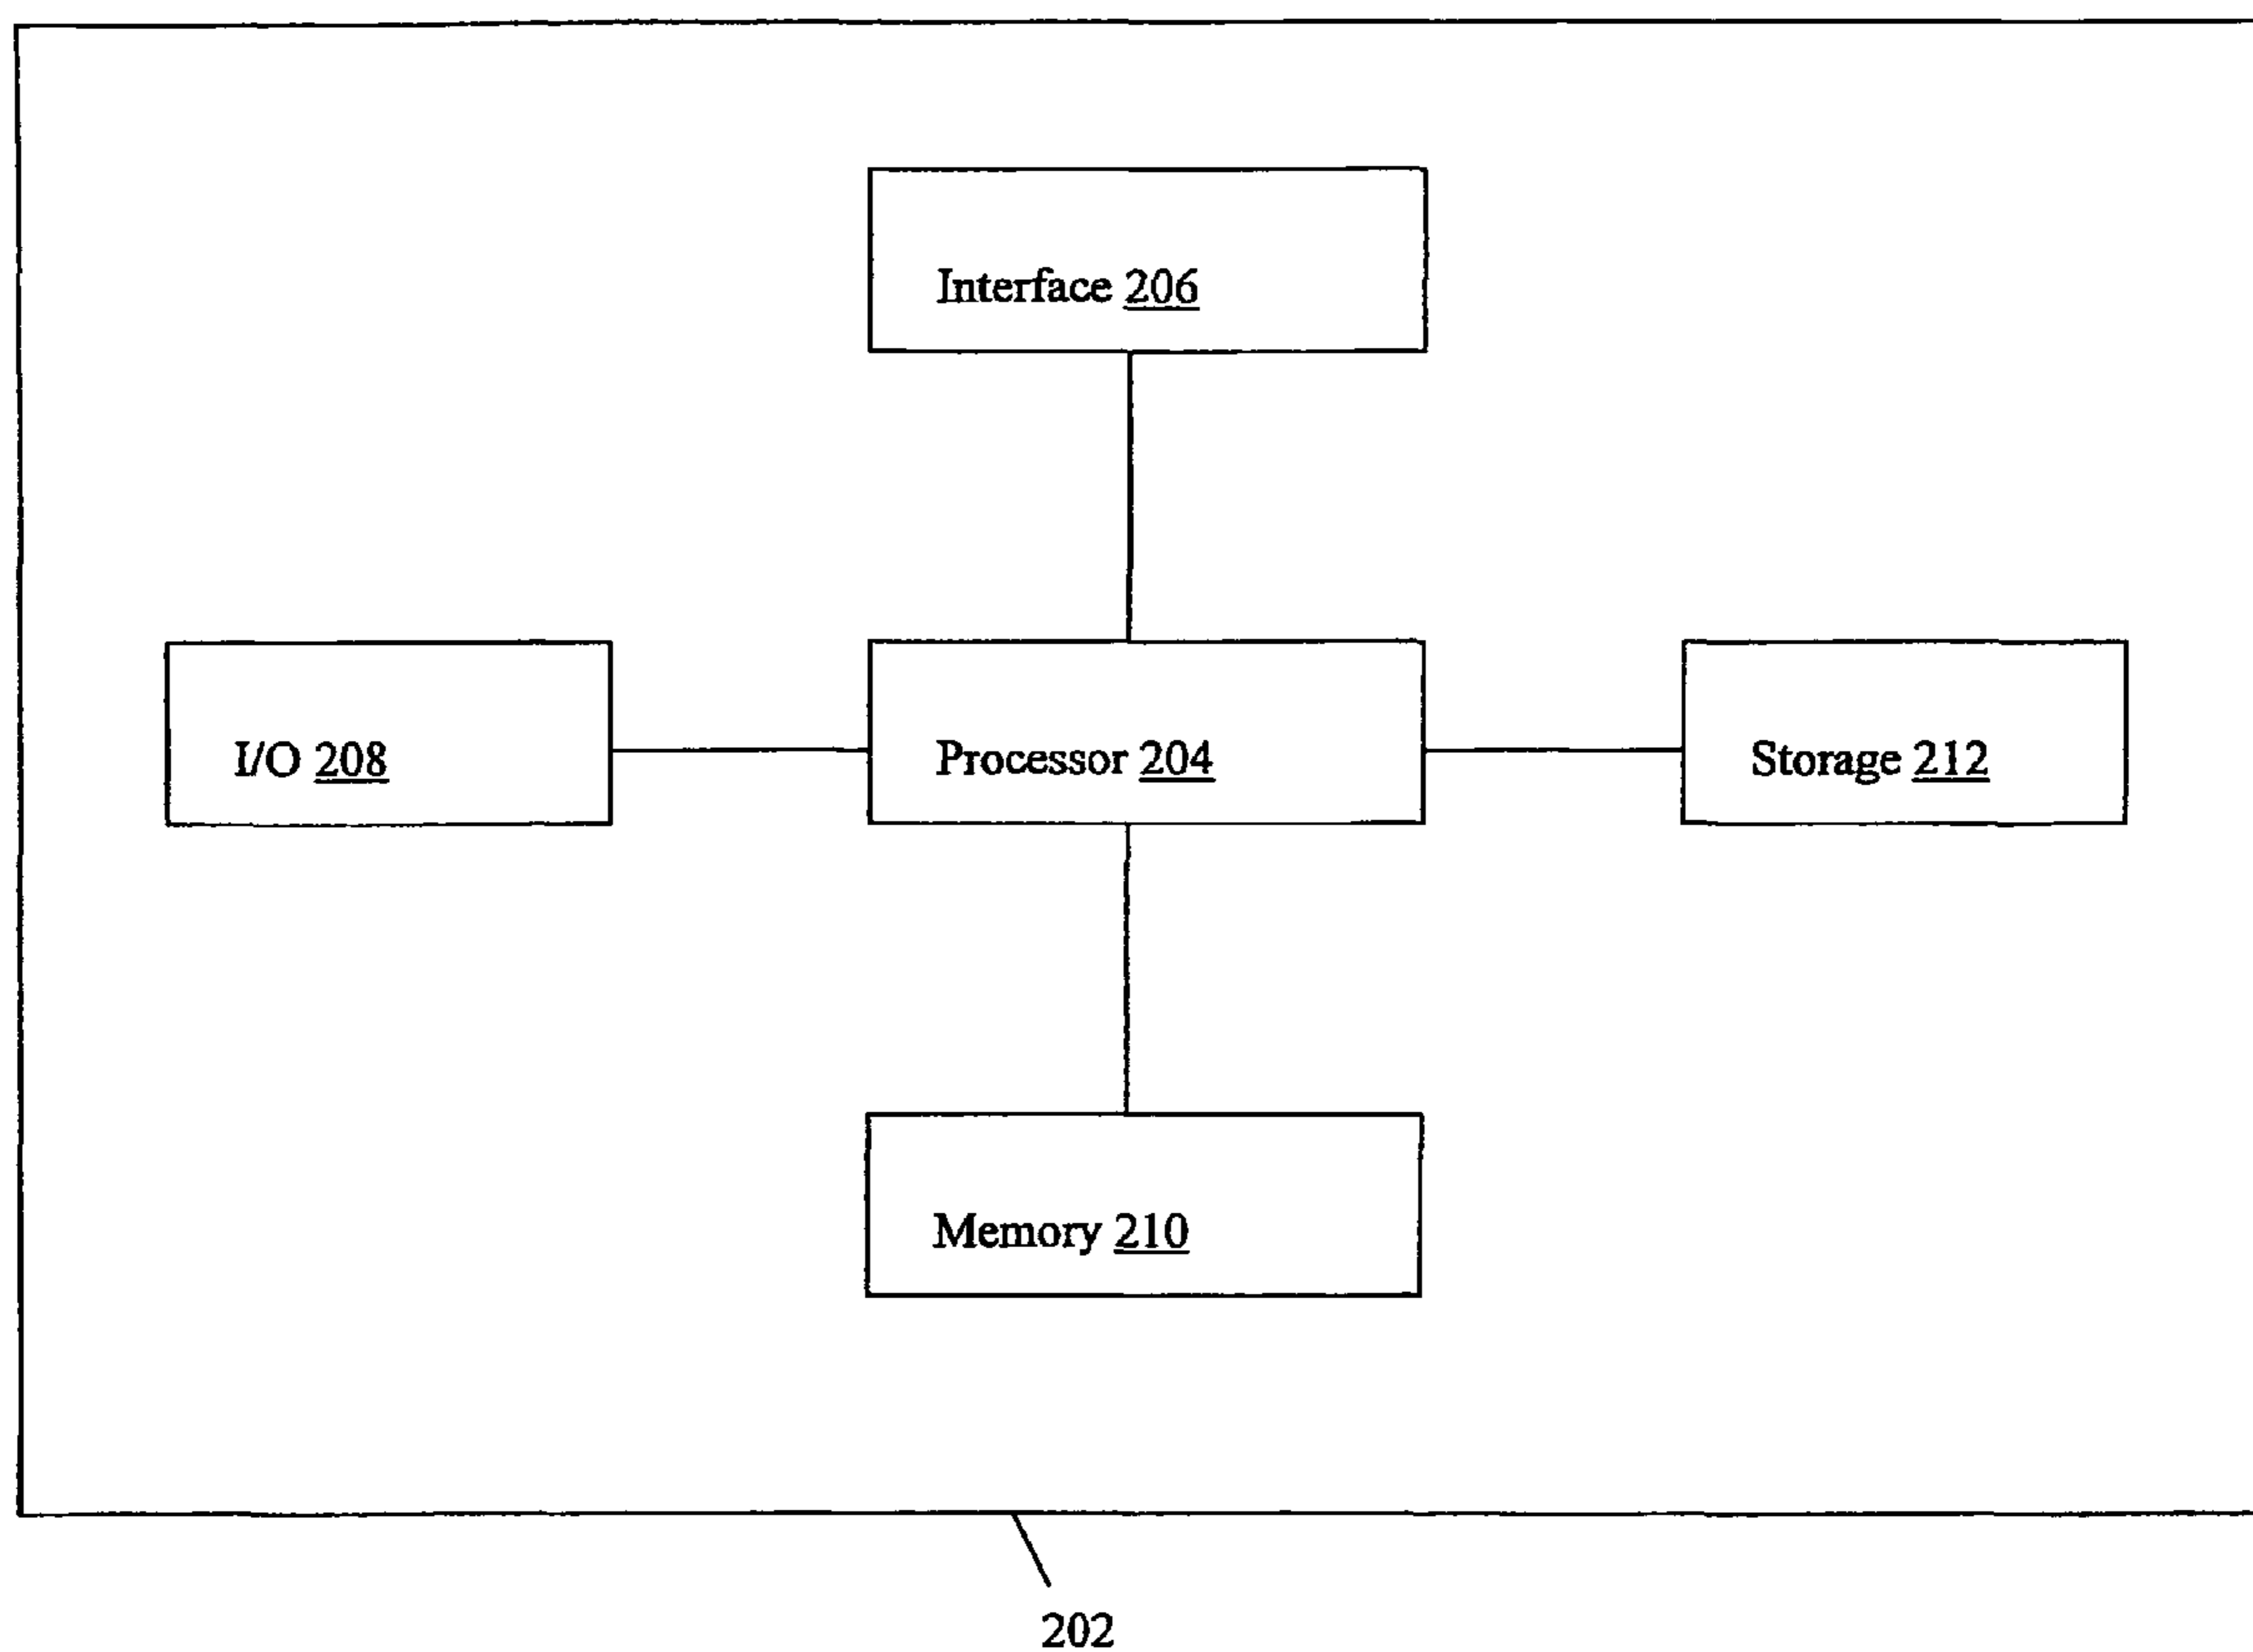 Interface 206
I/O 208
Processor 204
Storage 212
Memory 210
202